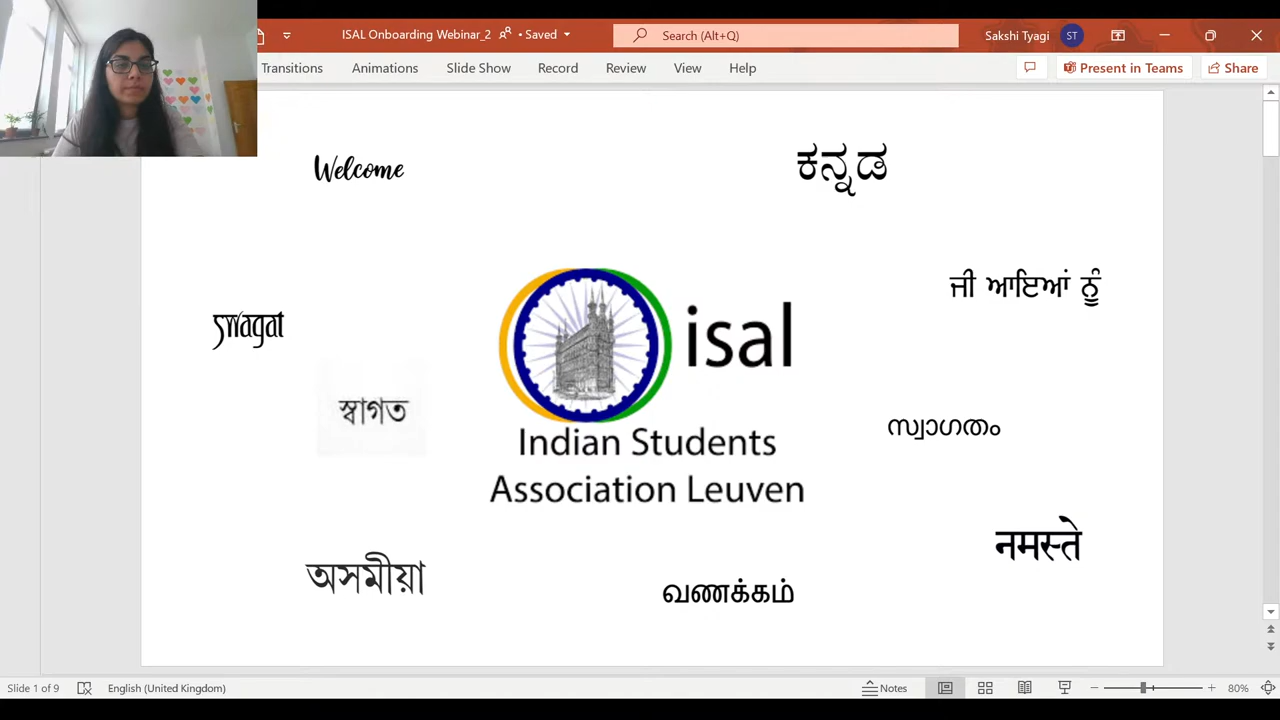 ISAL Onboarding Webinar_2 • Saved
Search (Alt+Q)
Sakshi Tyagi ST
Transitions Animations Slide Show Record Review View Help
Present in Teams Share
Welcome
ಕನ್ನಡ
ਜੀ ਆਇਆਂ ਨੂੰ
swagat
isal
স্বাগত
സ്വാഗതം
Indian Students
Association Leuven
नमस्ते
অসমীয়া
வணக்கம்
Slide 1 of 9 English (United Kingdom) Notes 80%